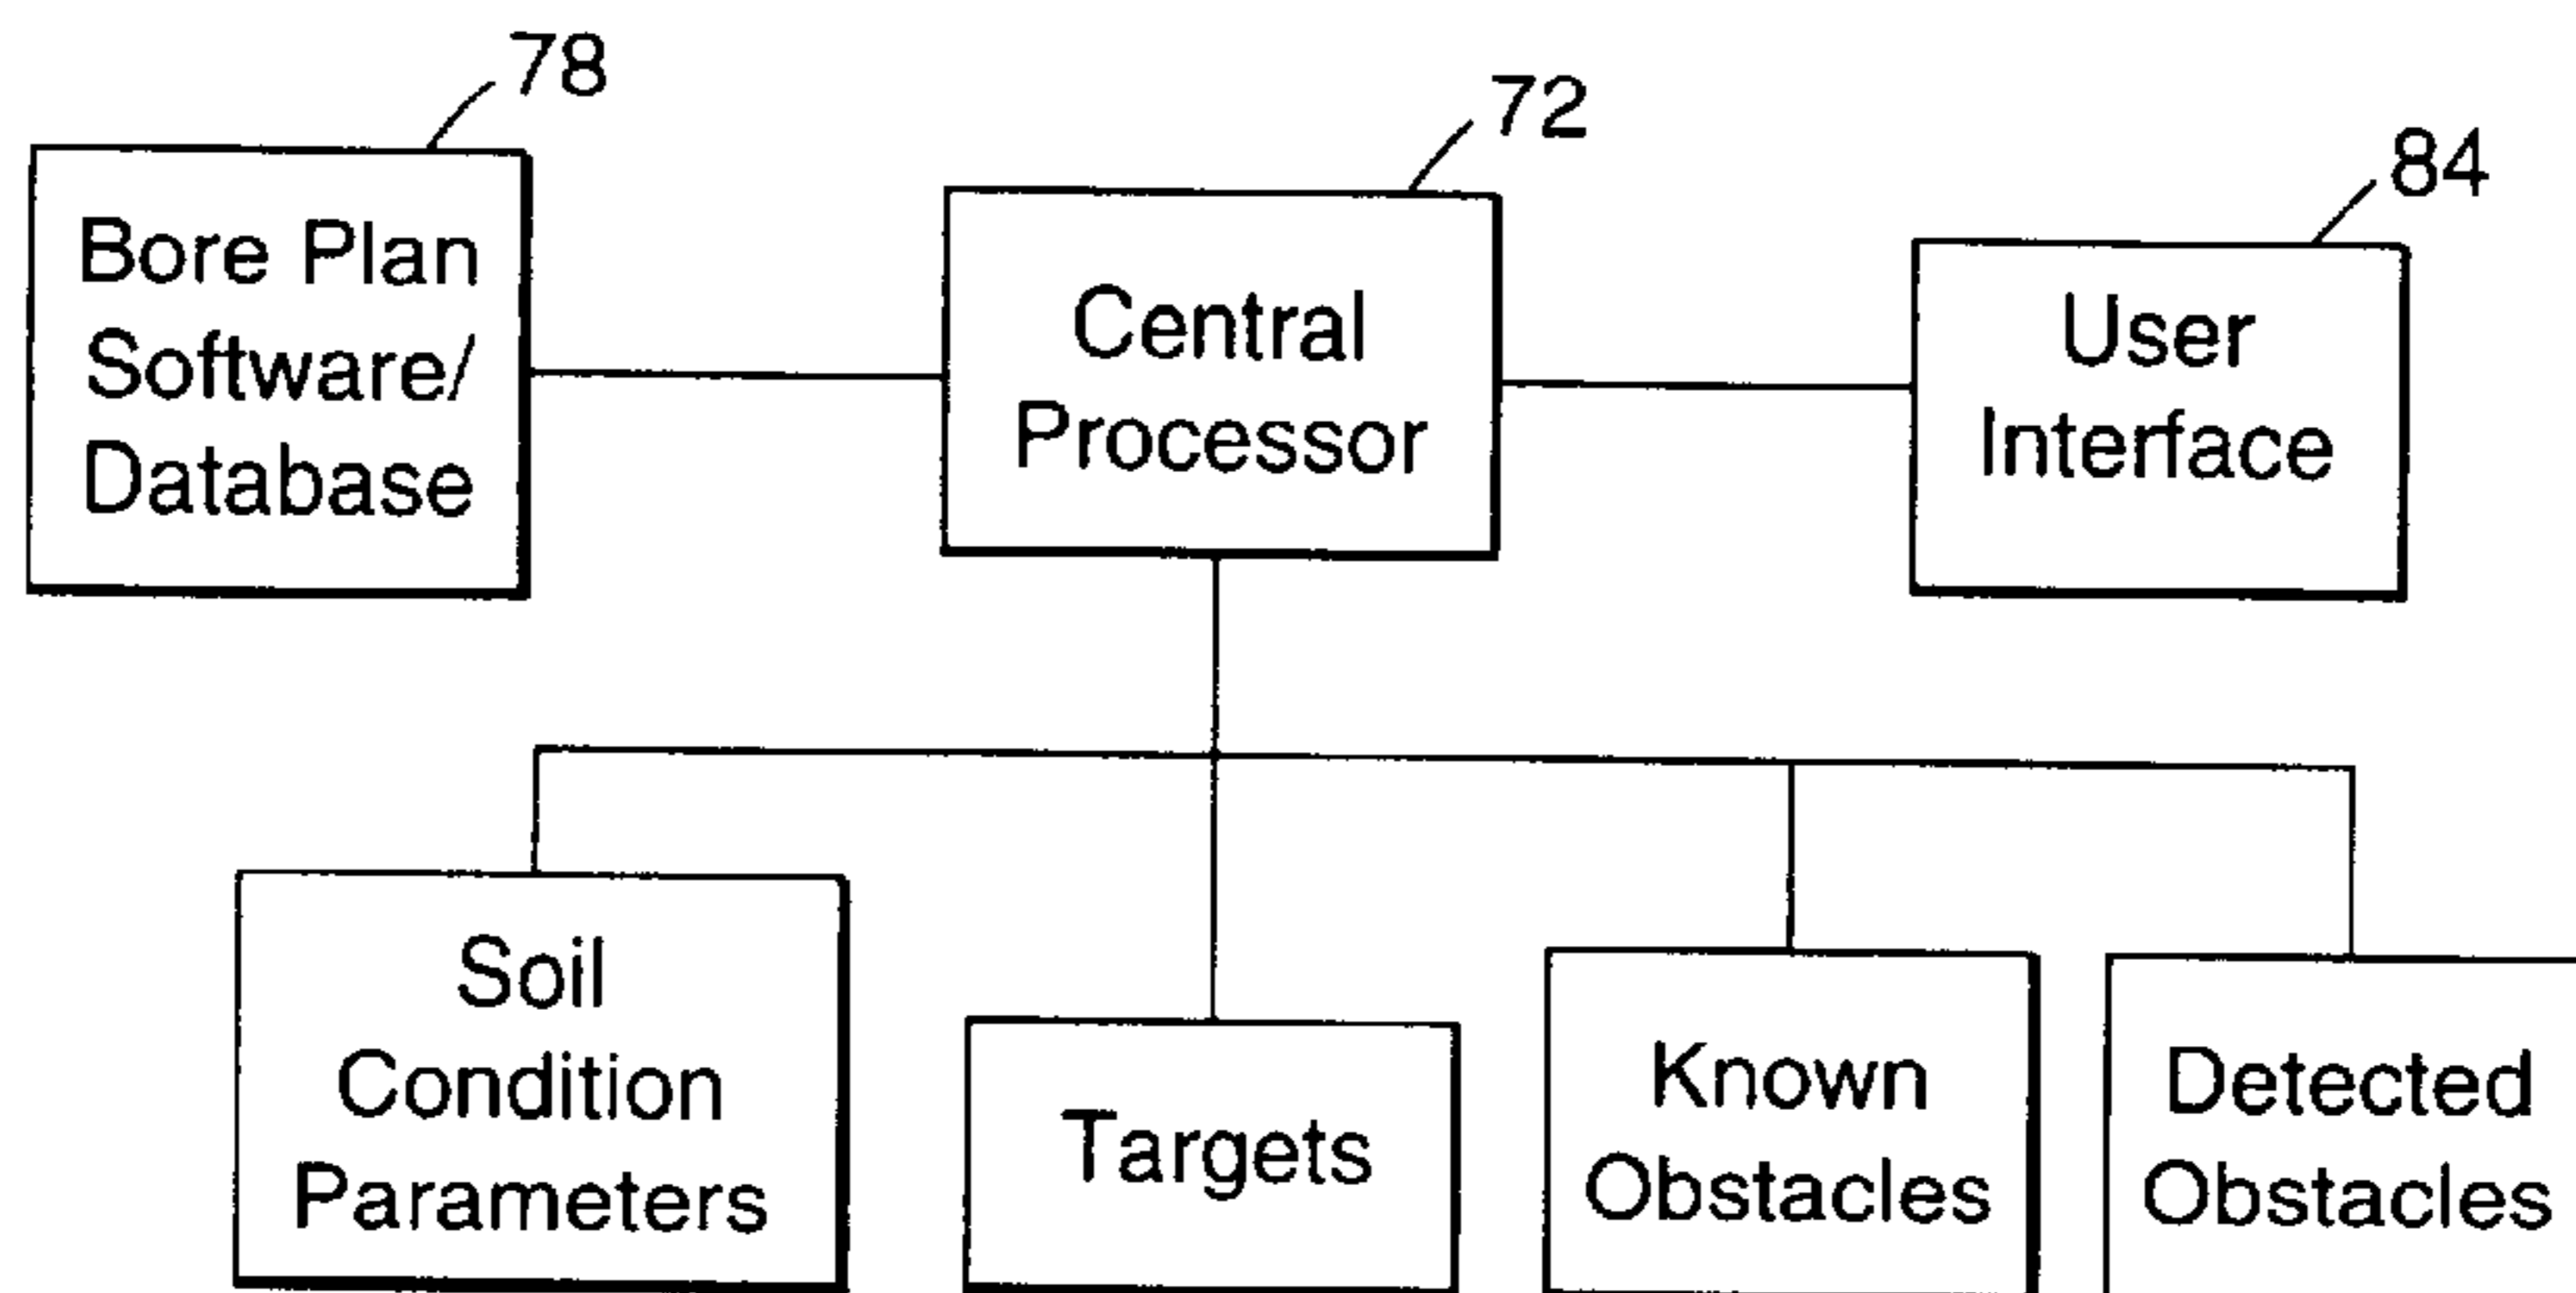 78
72
84
Bore Plan
Software/
Database
Central
Processor
User
Interface
Soil
Condition
Parameters
Targets
Known
Obstacles
Detected
Obstacles